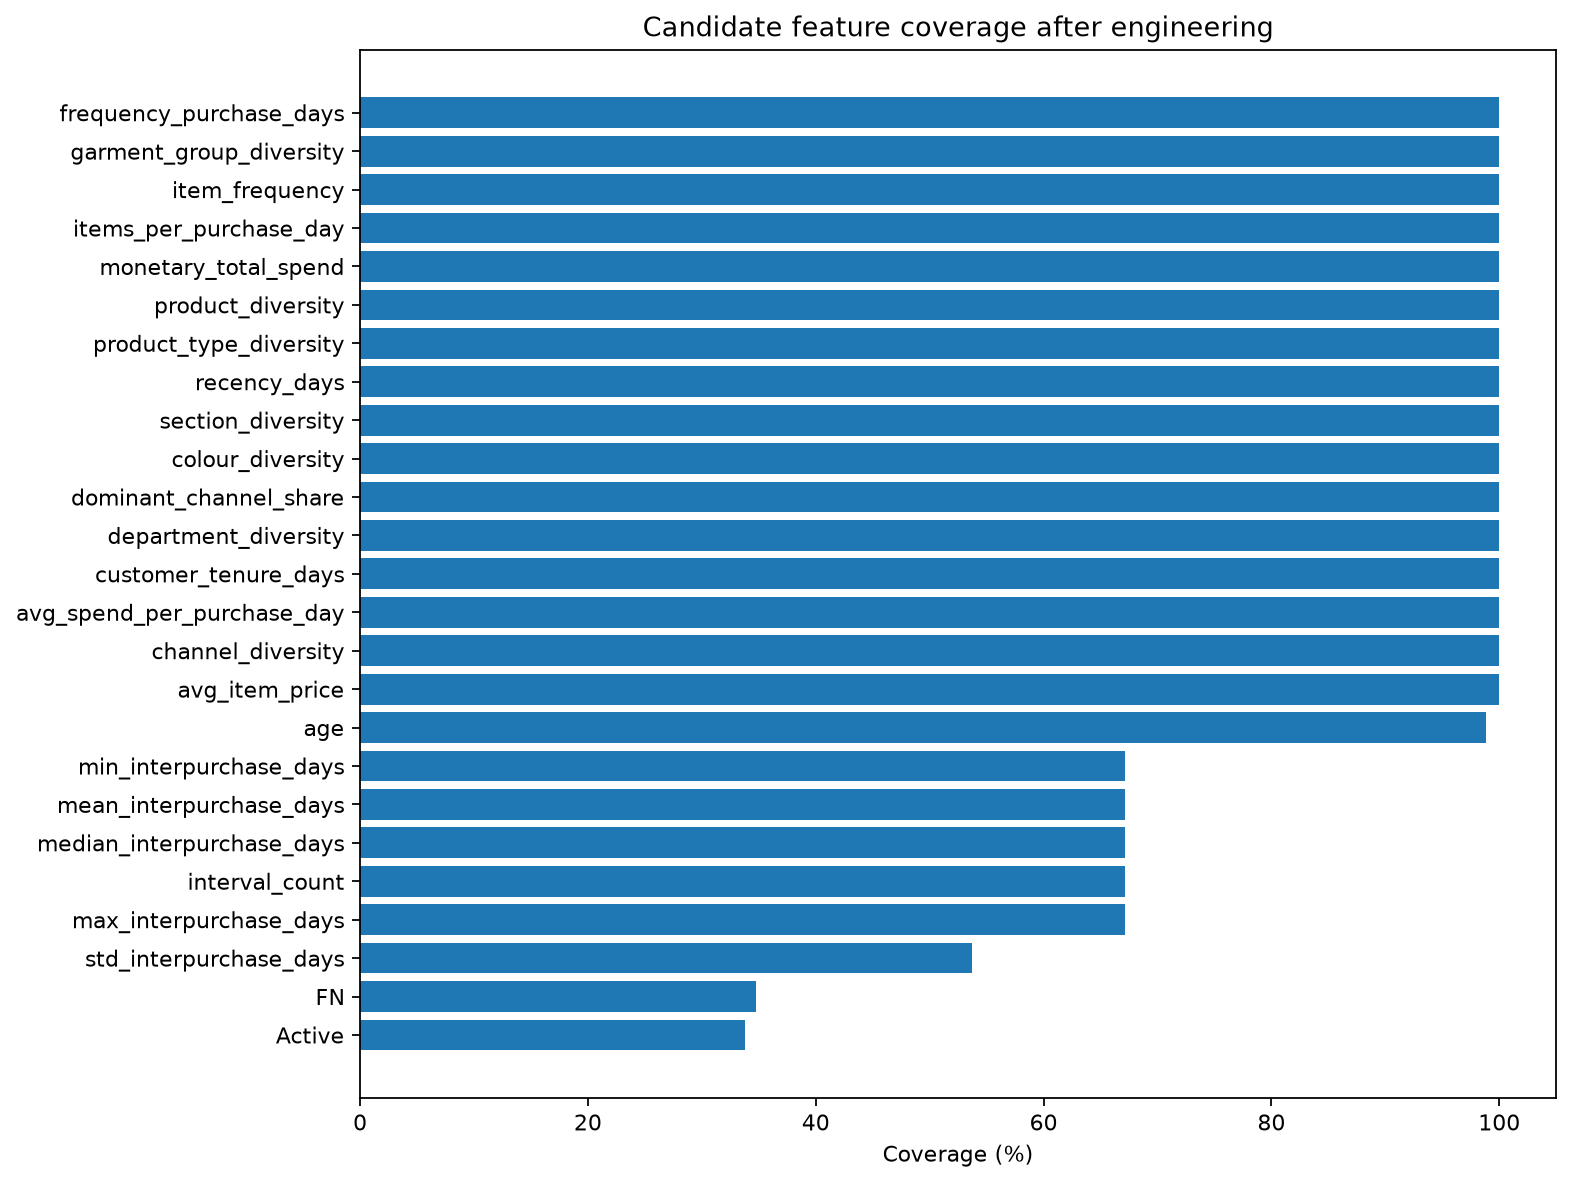 Candidate feature coverage after engineering
frequency_purchase_days
garment_group_diversity
item_frequency
items_per_purchase_day
monetary_total_spend
product_diversity
product_type_diversity
recency_days
section_diversity
colour_diversity
dominant_channel_share
department_diversity
customer_tenure_days
avg_spend_per_purchase_day
channel_diversity
avg_item_price
age
min_interpurchase_days
mean_interpurchase_days
median_interpurchase_days
interval_count
max_interpurchase_days
std_interpurchase_days
FN
Active
0 20 40 60 80 100
Coverage (%)